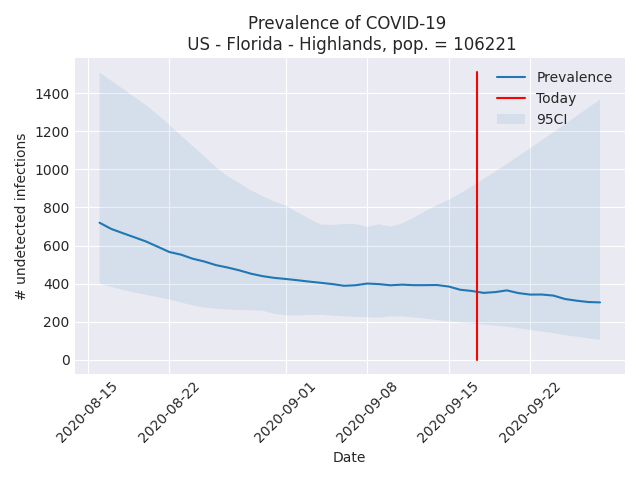 Prevalence of COVID-19
US - Florida - Highlands, pop. = 106221
# undetected infections
1400
1200
1000
800
600
400
200
0
Prevalence
Today
95CI
2020-08-15
2020-08-22
2020-09-01
2020-09-08
2020-09-15
2020-09-22
Date